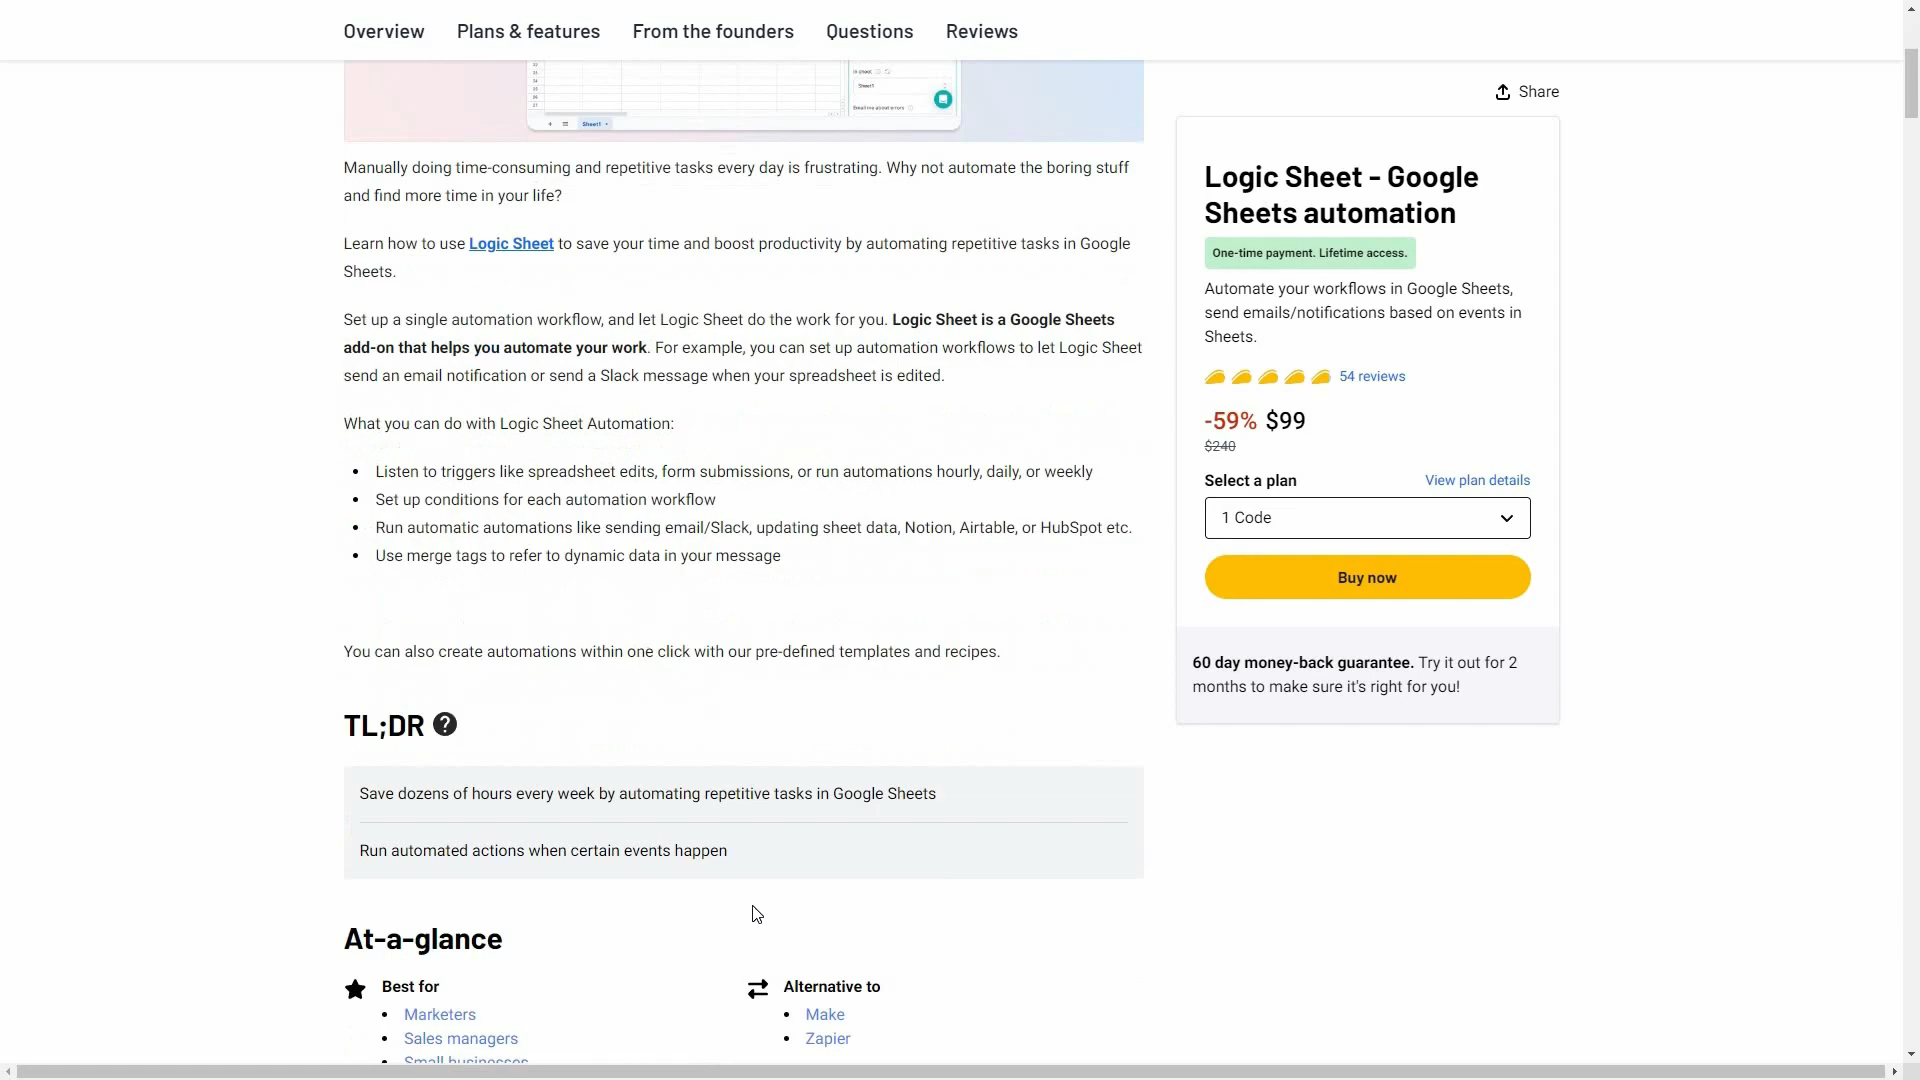 Overview Plans & features From the founders Questions Reviews
In sheet
Sheet1
Email me about errors
Sheet1
Share
Manually doing time-consuming and repetitive tasks every day is frustrating. Why not automate the boring stuff
and find more time in your life?
Learn how to use Logic Sheet to save your time and boost productivity by automating repetitive tasks in Google
Sheets.
Set up a single automation workflow, and let Logic Sheet do the work for you. Logic Sheet is a Google Sheets
add-on that helps you automate your work. For example, you can set up automation workflows to let Logic Sheet
send an email notification or send a Slack message when your spreadsheet is edited.
What you can do with Logic Sheet Automation:
• Listen to triggers like spreadsheet edits, form submissions, or run automations hourly, daily, or weekly
• Set up conditions for each automation workflow
• Run automatic automations like sending email/Slack, updating sheet data, Notion, Airtable, or HubSpot etc.
• Use merge tags to refer to dynamic data in your message
You can also create automations within one click with our pre-defined templates and recipes.
TL;DR ?
Save dozens of hours every week by automating repetitive tasks in Google Sheets
Run automated actions when certain events happen
At-a-glance
Best for
• Marketers
• Sales managers
• Small businesses
Alternative to
• Make
• Zapier
Logic Sheet - Google
Sheets automation
One-time payment. Lifetime access.
Automate your workflows in Google Sheets,
send emails/notifications based on events in
Sheets.
54 reviews
-59% $99
$240
Select a plan View plan details
1 Code
Buy now
60 day money-back guarantee. Try it out for 2
months to make sure it's right for you!